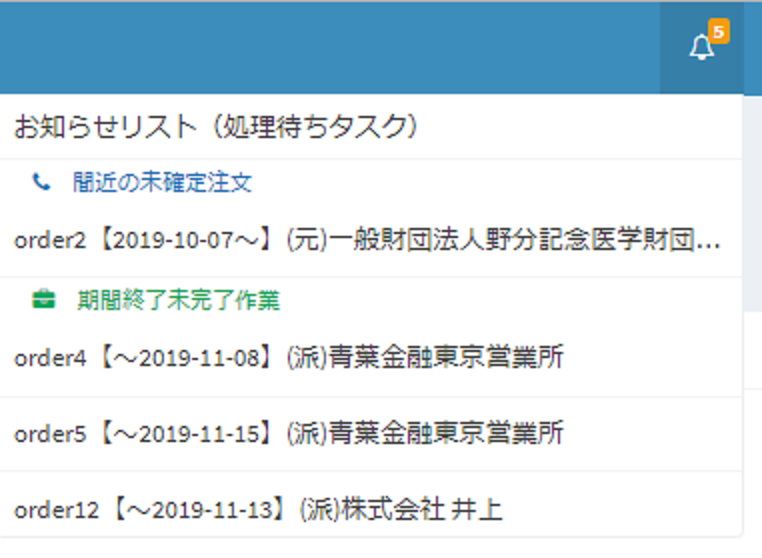 5
お知らせリスト（処理待ちタスク）
間近の未確定注文
order2【2019-10-07～】(元)一般財団法人野分記念医学財団...
期間終了未完了作業
order4【～2019-11-08】(派)青葉金融東京営業所
order5【～2019-11-15】(派)青葉金融東京営業所
order12【～2019-11-13】(派)株式会社 井上